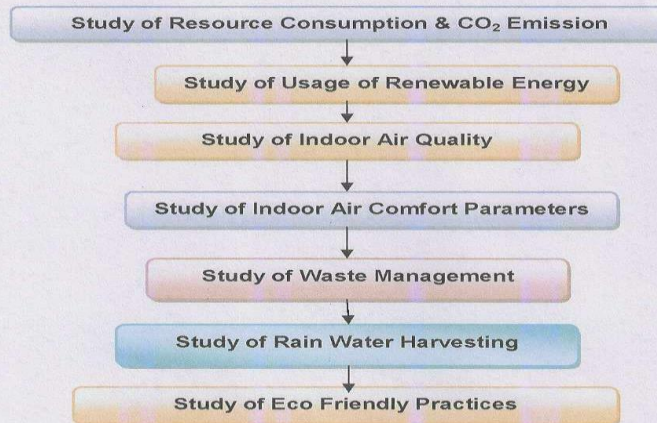 Study of Resource Consumption & CO₂ Emission
Study of Usage of Renewable Energy
Study of Indoor Air Quality
Study of Indoor Air Comfort Parameters
Study of Waste Management
Study of Rain Water Harvesting
Study of Eco Friendly Practices